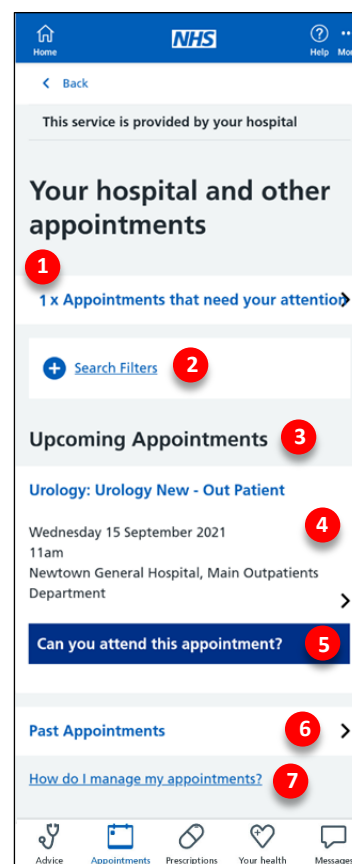 NHS
Home
Help Mor
Back
This service is provided by your hospital
Your hospital and other
appointments
1
1 x Appointments that need your attention
Search Filters 2
Upcoming Appointments 3
Urology: Urology New - Out Patient
4
Wednesday 15 September 2021
11am
Newtown General Hospital, Main Outpatients
Department
Can you attend this appointment? 5
Past Appointments 6
How do I manage my appointments? 7
Advice Appointments Prescriptions Your health Messages